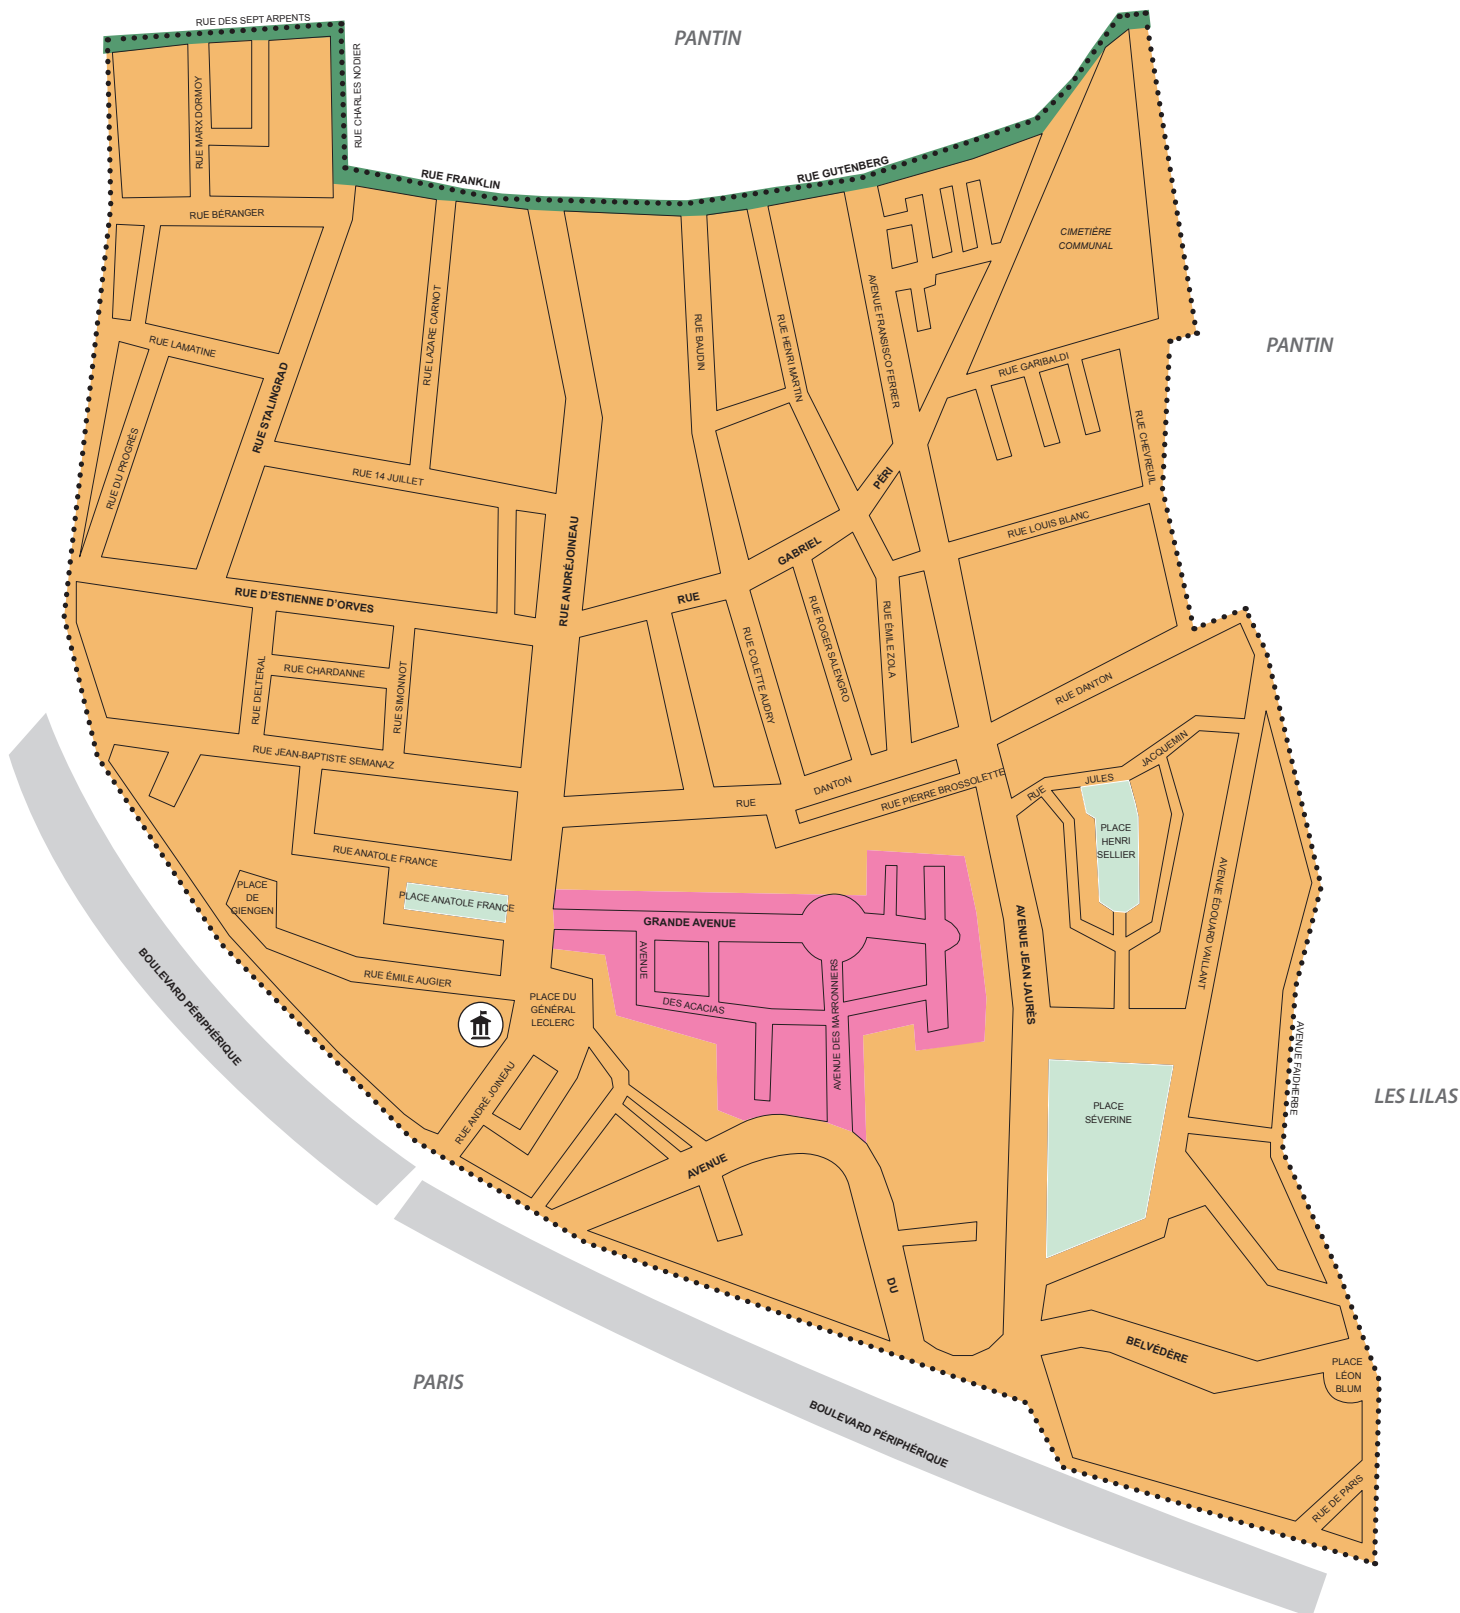 RUE DES SEPT ARPENTS
PANTIN
RUE CHARLES NODIER
RUE MARX DORMOY
RUE FRANKLIN
RUE GUTENBERG
RUE BÉRANGER
CIMETIÈRE
COMMUNAL
RUE LAMATINE
RUE STALINGRAD
RUE LAZARE CARNOT
RUE BAUDIN
RUE HENRI MARTIN
AVENUE FRANSISCO FERRER
PANTIN
RUE GARIBALDI
RUE CHEVREUIL
RUE DU PROGRÈS
RUE 14 JUILLET
PÉRI
RUE LOUIS BLANC
RUE ANDRÉJOINEAU
GABRIEL
RUE
RUE D'ESTIENNE D'ORVES
RUE COLETTE AUDRY
RUE ROGER SALENGRO
RUE ÉMILE ZOLA
RUE CHARDANNE
RUE DELTERAL
RUE SIMONNOT
RUE DANTON
RUE JEAN-BAPTISTE SEMANAZ
JACQUEMIN
JULES
RUE
DANTON
RUE
RUE PIERRE BROSSOLETTE
PLACE
HENRI
SELLIER
RUE ANATOLE FRANCE
PLACE
DE
GIENGEN
PLACE ANATOLE FRANCE
GRANDE AVENUE
AVENUE ÉDOUARD VAILLANT
AVENUE JEAN JAURÈS
AVENUE
DES ACACIAS
AVENUE DES MARRONNIERS
BOULEVARD PÉRIPHÉRIQUE
RUE ÉMILE AUGIER
PLACE DU
GÉNÉRAL
LECLERC
AVENUE FAIDHERBE
LES LILAS
RUE ANDRÉ JOINEAU
PLACE
SÉVERINE
AVENUE
DU
BELVÉDÈRE
PLACE
LÉON
BLUM
PARIS
BOULEVARD PÉRIPHÉRIQUE
RUE DE PARIS